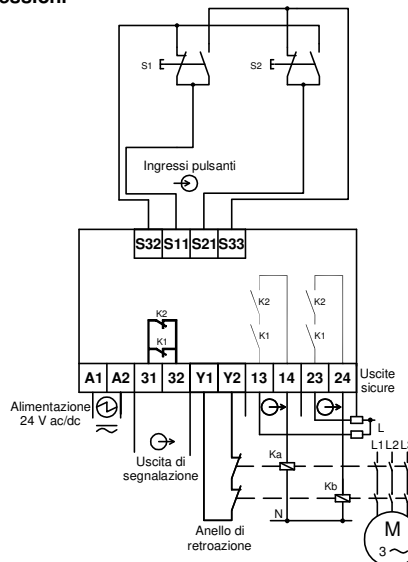 S1
S2
Ingressi pulsanti
S32 S11 S21 S33
K2
K1
K2
K1
K2
K1
A1 A2 31 32 Y1 Y2 13 14 23 24
Uscite
sicure
Alimentazione
24 V ac/dc
Uscita di
segnalazione
L
L1 L2
Ka
Kb
N
Anello di
retroazione
M
3